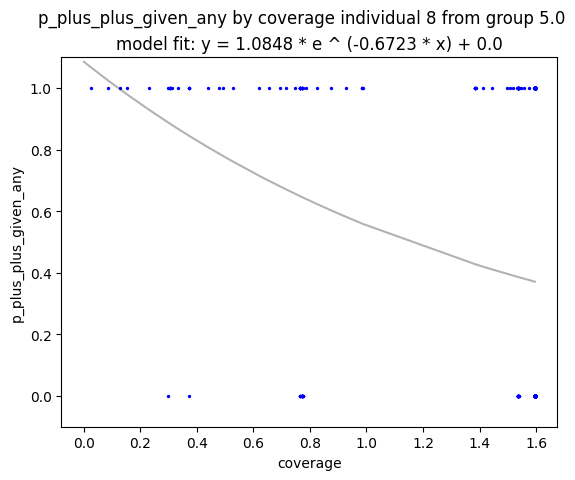 p_plus_plus_given_any by coverage individual 8 from group 5.0
model fit: y = 1.0848 * e ^ (-0.6723 * x) + 0.0
p_plus_plus_given_any
1.0
0.8
0.6
0.4
0.2
0.0
0.0 0.2 0.4 0.6 0.8 1.0 1.2 1.4 1.6
coverage